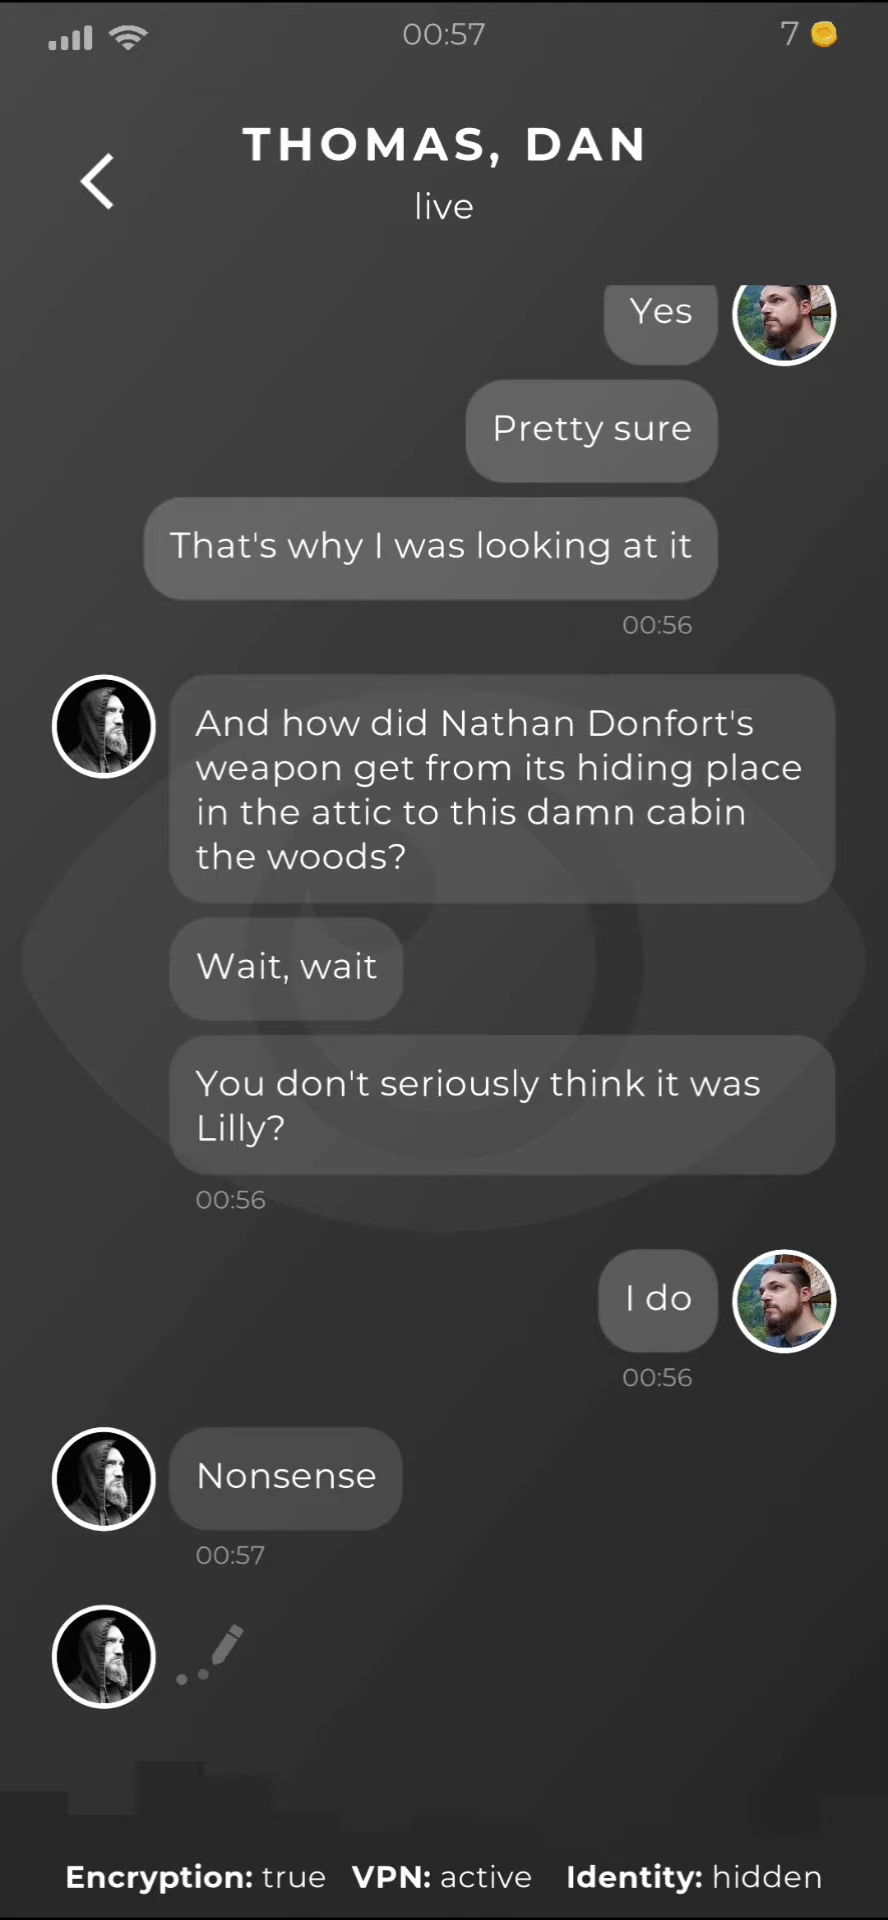 00:57
7
THOMAS, DAN
live
Yes
Pretty sure
That's why I was looking at it
00:56
And how did Nathan Donfort's
weapon get from its hiding place
in the attic to this damn cabin
the woods?
Wait, wait
You don't seriously think it was
Lilly?
00:56
I do
00:56
Nonsense
00:57
Encryption: true VPN: active Identity: hidden